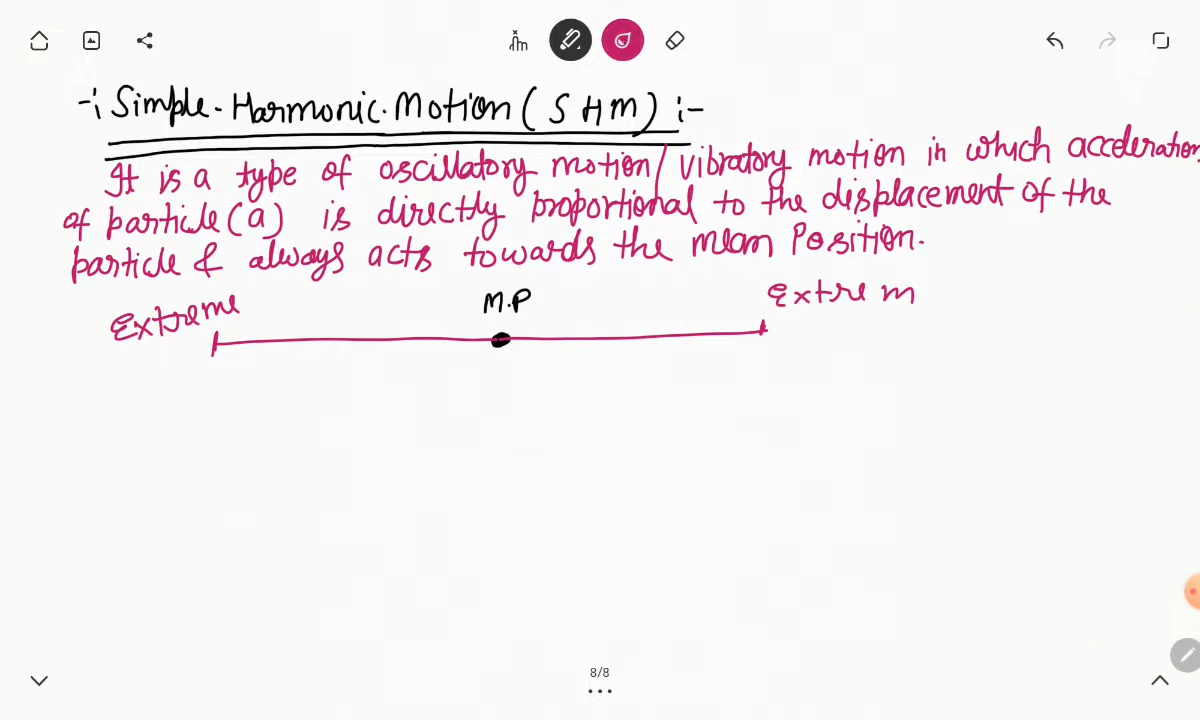 -: Simple-Harmonic.Motion (SHM) :-
It is a type of oscillatory motion/vibratory motion in which acceleration
of particle (a) is directly proportional to the displacement of the
particle & always acts towards the mean Position.
Extreme M.P Extrem
8/8